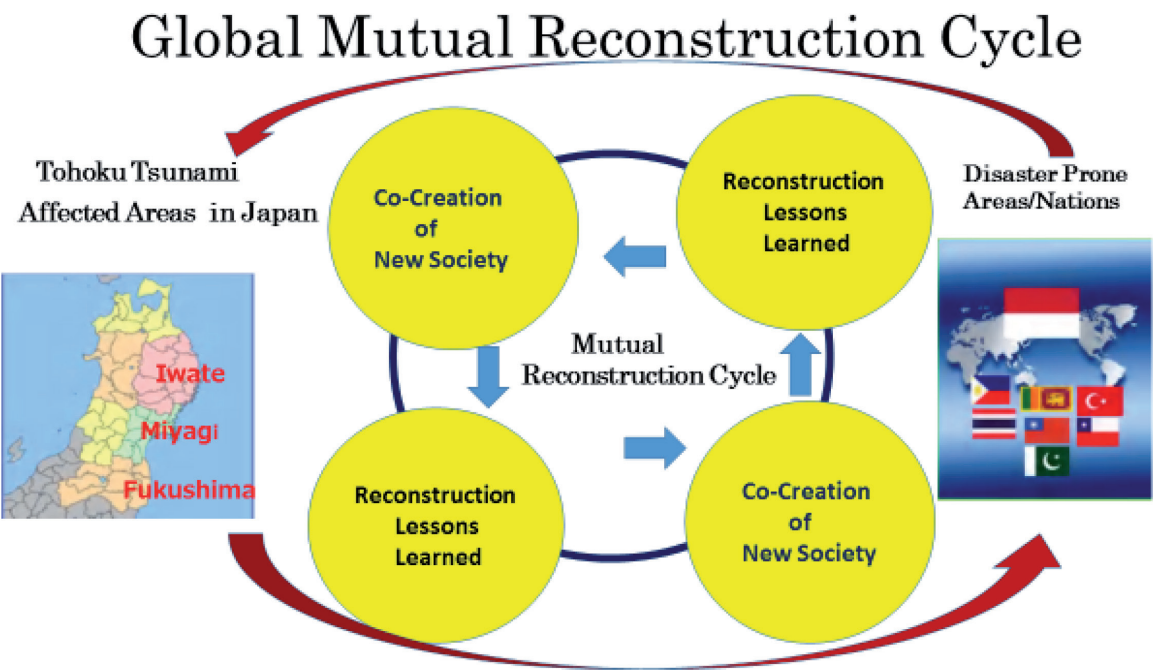 Global Mutual Reconstruction Cycle
Tohoku Tsunami
Affected Areas in Japan
Co-Creation
of
New Society
Reconstruction
Lessons
Learned
Disaster Prone
Areas/Nations
Mutual
Reconstruction Cycle
Iwate
Miyagi
Fukushima
Reconstruction
Lessons
Learned
Co-Creation
of
New Society